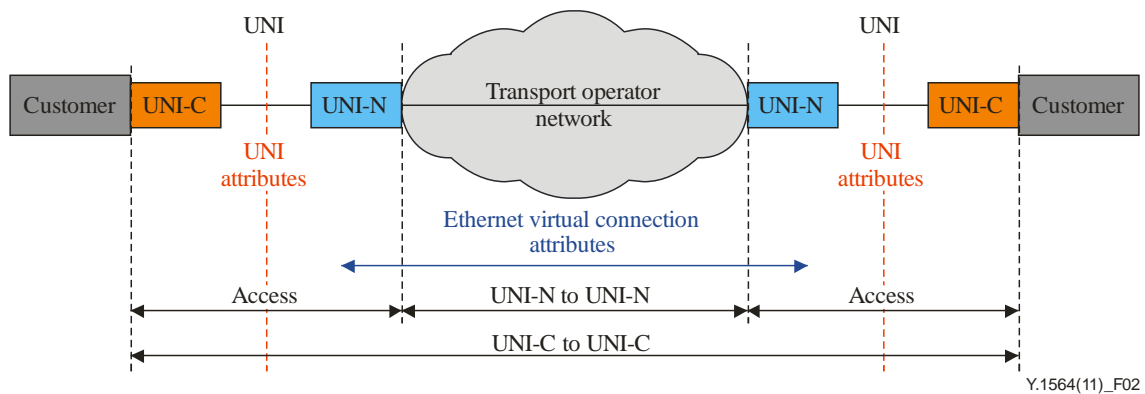 UNI
UNI
Customer
UNI-C
UNI-N
Transport operator
network
UNI-N
UNI-C
Customer
UNI
attributes
UNI
attributes
Ethernet virtual connection
attributes
Access
UNI-N to UNI-N
Access
UNI-C to UNI-C
Y.1564(11)_F02